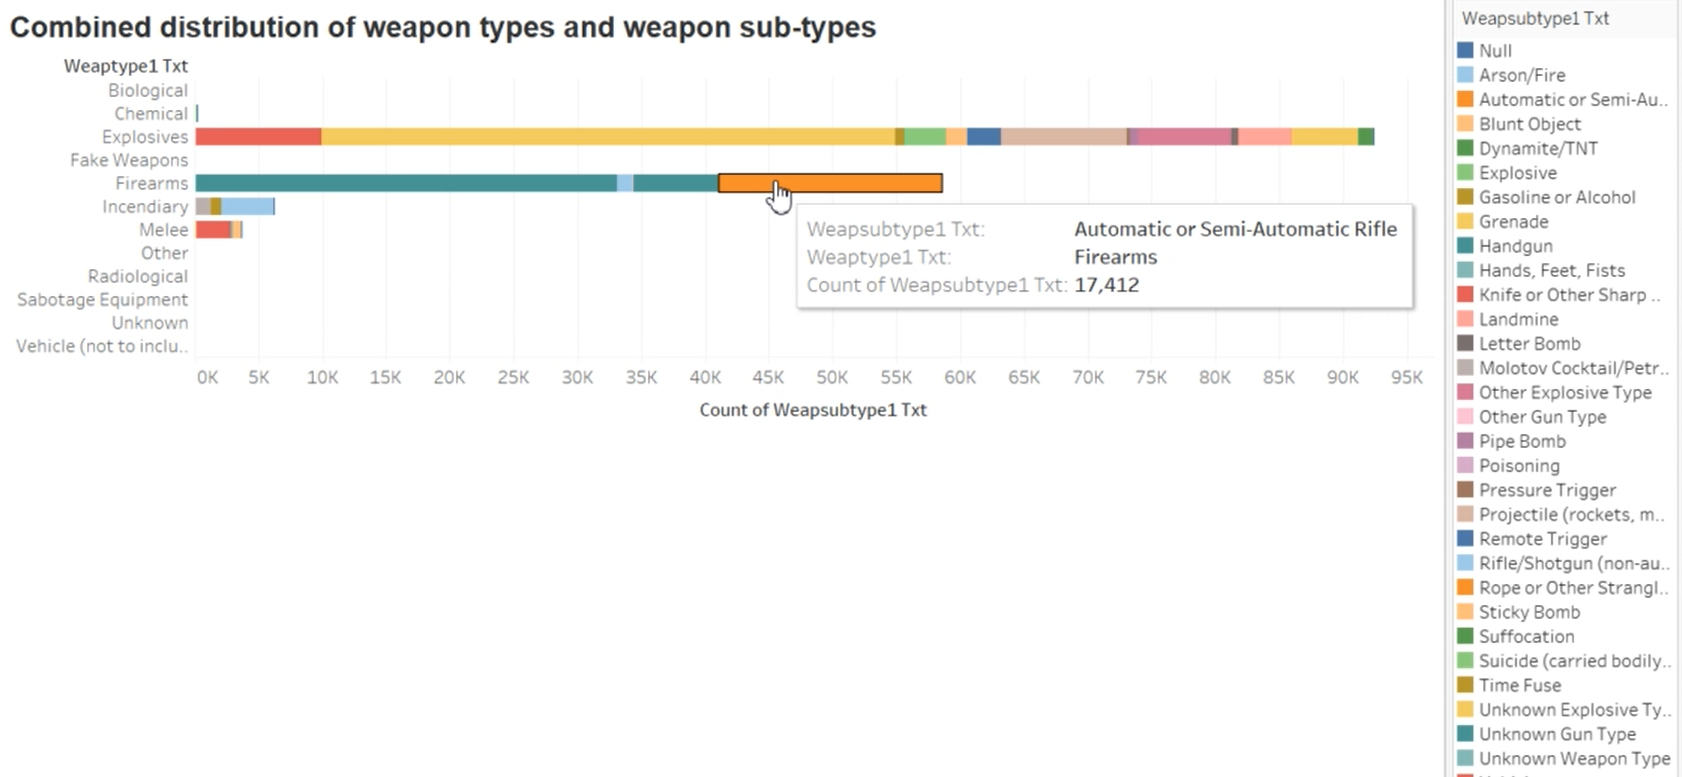 Combined distribution of weapon types and weapon sub-types
Weaptype1 Txt
Biological
Chemical
Explosives
Fake Weapons
Firearms
Incendiary
Melee
Other
Radiological
Sabotage Equipment
Unknown
Vehicle (not to inclu..
Weapsubtype1 Txt: Automatic or Semi-Automatic Rifle
Weaptype1 Txt: Firearms
Count of Weapsubtype1 Txt: 17,412
0K 5K 10K 15K 20K 25K 30K 35K 40K 45K 50K 55K 60K 65K 70K 75K 80K 85K 90K 95K
Count of Weapsubtype1 Txt
Weapsubtype1 Txt
Null
Arson/Fire
Automatic or Semi-Au..
Blunt Object
Dynamite/TNT
Explosive
Gasoline or Alcohol
Grenade
Handgun
Hands, Feet, Fists
Knife or Other Sharp ..
Landmine
Letter Bomb
Molotov Cocktail/Petr..
Other Explosive Type
Other Gun Type
Pipe Bomb
Poisoning
Pressure Trigger
Projectile (rockets, m..
Remote Trigger
Rifle/Shotgun (non-au..
Rope or Other Strangl..
Sticky Bomb
Suffocation
Suicide (carried bodily..
Time Fuse
Unknown Explosive Ty..
Unknown Gun Type
Unknown Weapon Type